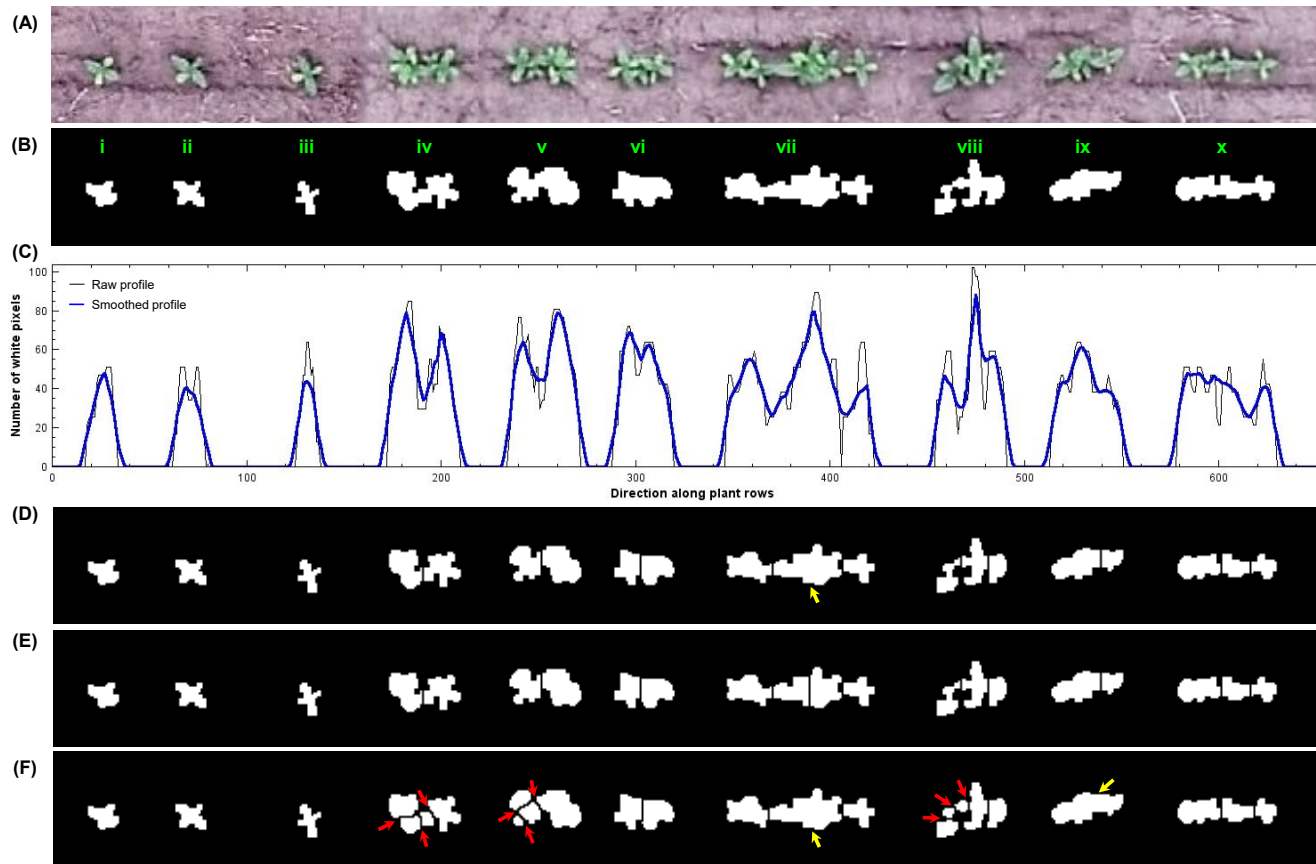 (A)
(B)
i ii iii iv v vi vii viii ix x
(C)
100
80
60
40
20
0
Number of white pixels
Raw profile
Smoothed profile
0 100 200 300 400 500 600
Direction along plant rows
(D)
(E)
(F)